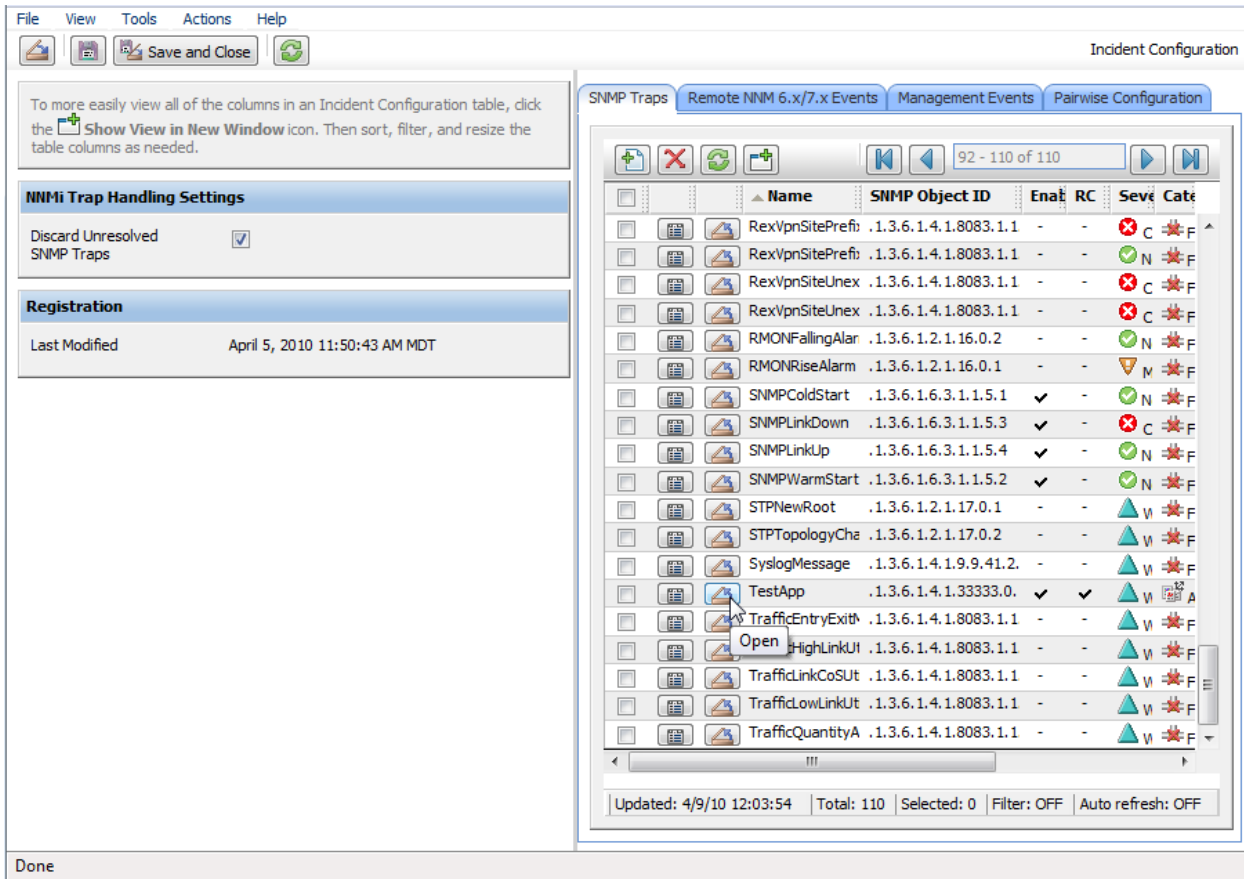 File View Tools Actions Help
Save and Close
Incident Configuration
To more easily view all of the columns in an Incident Configuration table, click
the Show View in New Window icon. Then sort, filter, and resize the
table columns as needed.
NNMi Trap Handling Settings
Discard Unresolved
SNMP Traps
Registration
Last Modified April 5, 2010 11:50:43 AM MDT
SNMP Traps Remote NNM 6.x/7.x Events Management Events Pairwise Configuration
92 - 110 of 110
Name SNMP Object ID Enab RC Seve Cate
RexVpnSitePrefi .1.3.6.1.4.1.8083.1.1 - - C F
RexVpnSitePrefi .1.3.6.1.4.1.8083.1.1 - - N F
RexVpnSiteUnex .1.3.6.1.4.1.8083.1.1 - - C F
RexVpnSiteUnex .1.3.6.1.4.1.8083.1.1 - - C F
RMONFallingAlar .1.3.6.1.2.1.16.0.2 - - N F
RMONRiseAlarm .1.3.6.1.2.1.16.0.1 - - M F
SNMPColdStart .1.3.6.1.6.3.1.1.5.1 ✔ - N F
SNMPLinkDown .1.3.6.1.6.3.1.1.5.3 ✔ - C F
SNMPLinkUp .1.3.6.1.6.3.1.1.5.4 ✔ - N F
SNMPWarmStart .1.3.6.1.6.3.1.1.5.2 ✔ - N F
STPNewRoot .1.3.6.1.2.1.17.0.1 - - W F
STPTopologyCha .1.3.6.1.2.1.17.0.2 - - W F
SyslogMessage .1.3.6.1.4.1.9.9.41.2. - - W F
TestApp .1.3.6.1.4.1.33333.0. ✔ ✔ W A
TrafficEntryExit .1.3.6.1.4.1.8083.1.1 - - W F
Open
HighLinkUt .1.3.6.1.4.1.8083.1.1 - - W F
TrafficLinkCoSUt .1.3.6.1.4.1.8083.1.1 - - W F
TrafficLowLinkUt .1.3.6.1.4.1.8083.1.1 - - W F
TrafficQuantityA .1.3.6.1.4.1.8083.1.1 - - W F
Updated: 4/9/10 12:03:54 Total: 110 Selected: 0 Filter: OFF Auto refresh: OFF
Done